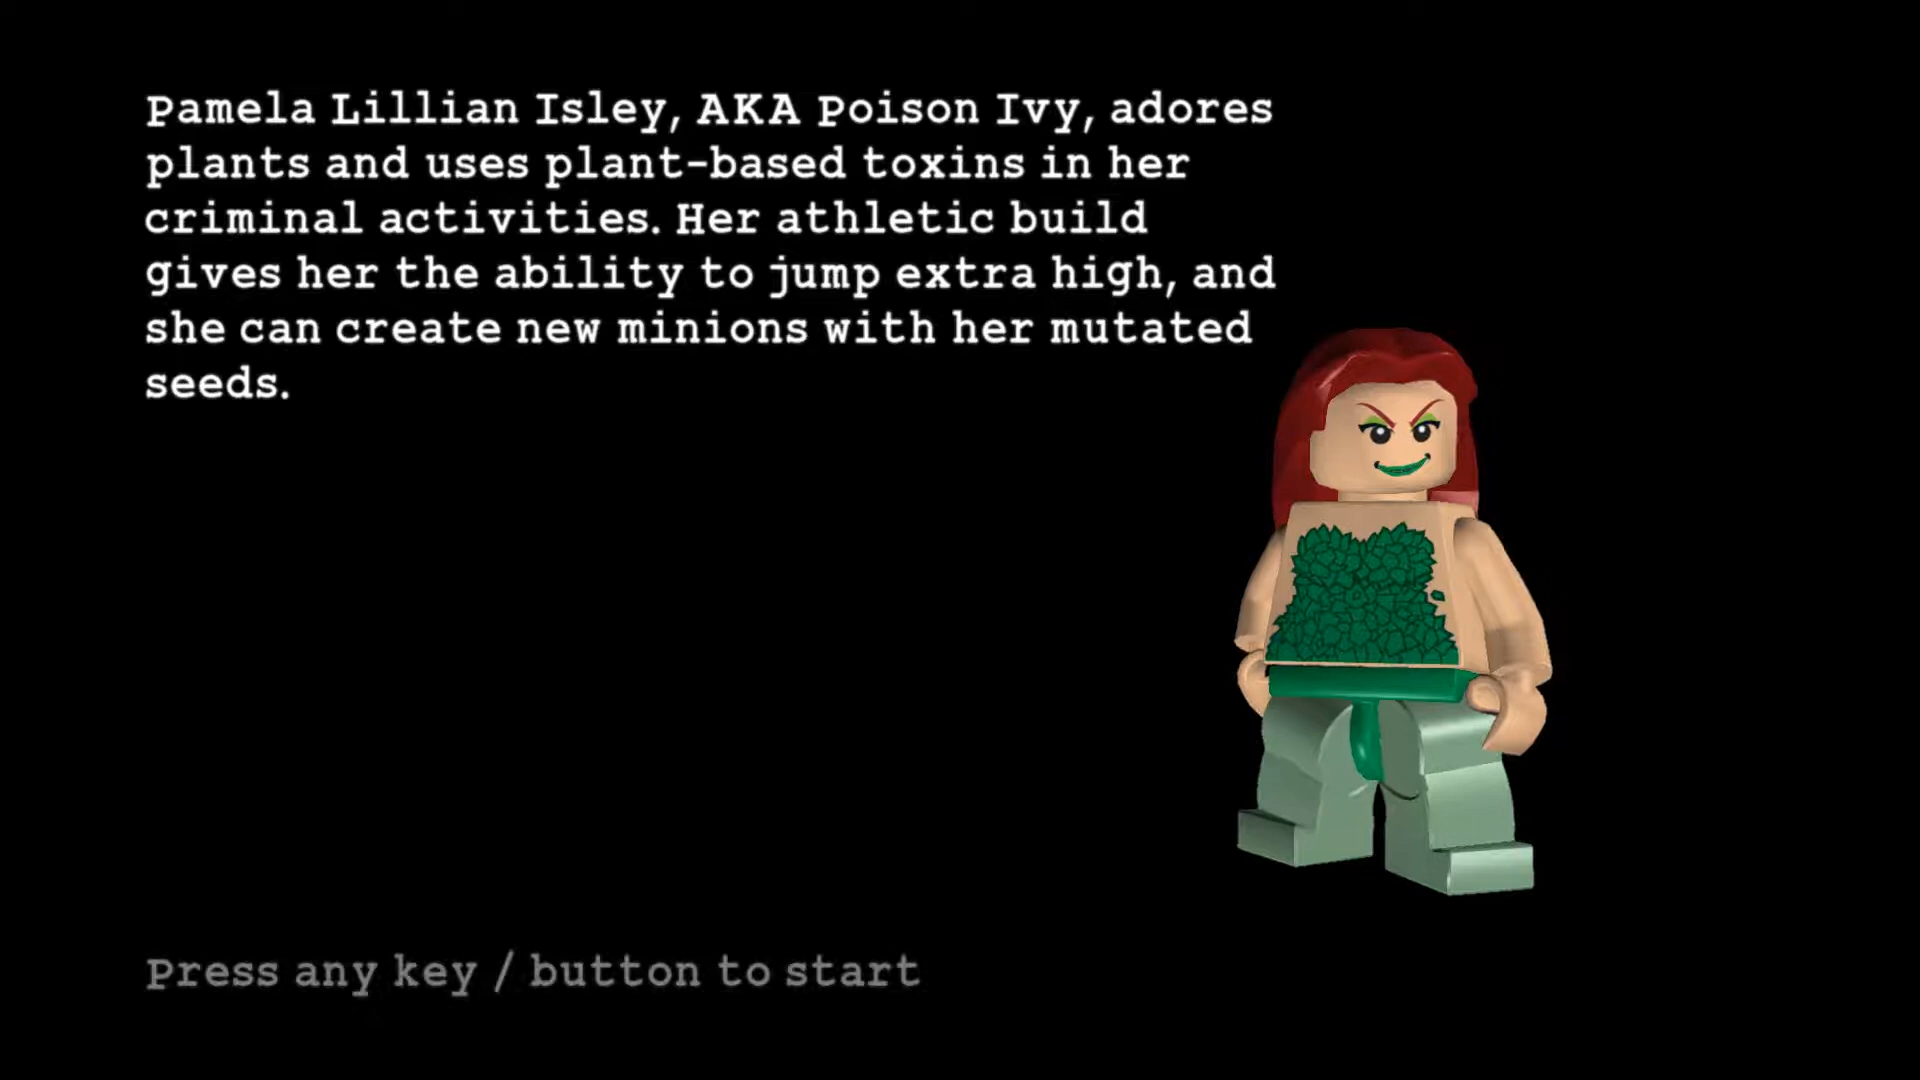 Pamela Lillian Isley, AKA Poison Ivy, adores
plants and uses plant-based toxins in her
criminal activities. Her athletic build
gives her the ability to jump extra high, and
she can create new minions with her mutated
seeds.
Press any key / button to start